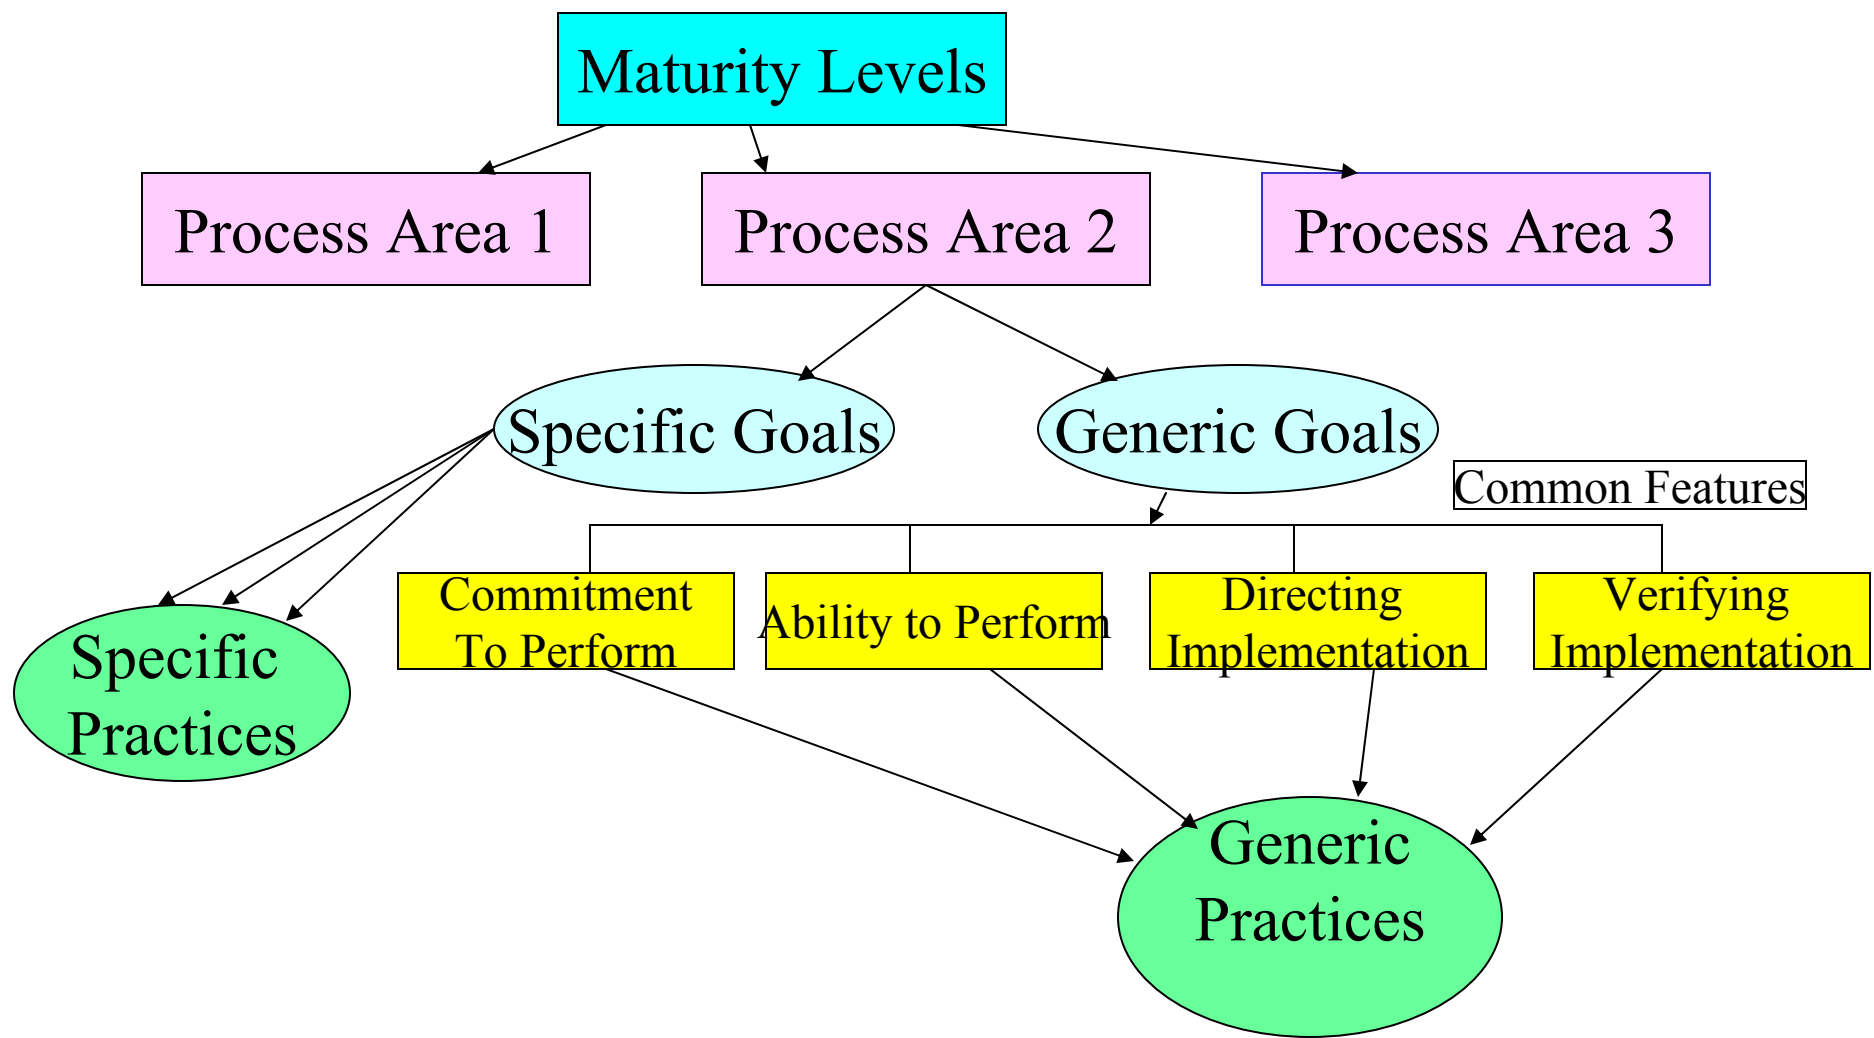 Maturity Levels
Process Area 1
Process Area 2
Process Area 3
Specific Goals
Generic Goals
Common Features
Commitment
To Perform
Ability to Perform
Directing
Implementation
Verifying
Implementation
Specific
Practices
Generic
Practices